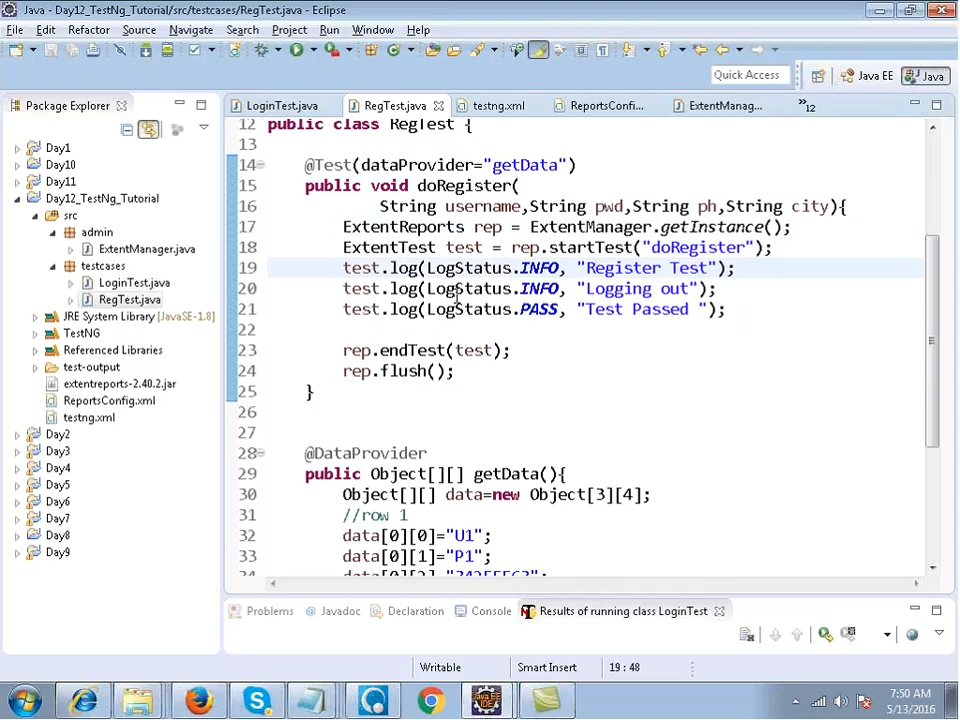 Java - Day12_TestNg_Tutorial/src/testcases/RegTest.java - Eclipse
File Edit Refactor Source Navigate Search Project Run Window Help
Quick Access Java EE Java
Package Explorer
LoginTest.java RegTest.java testng.xml ReportsConfi... ExtentManag... »12
Day1
Day10
Day11
Day12_TestNg_Tutorial
src
admin
ExtentManager.java
testcases
LoginTest.java
RegTest.java
JRE System Library [JavaSE-1.8]
TestNG
Referenced Libraries
test-output
extentreports-2.40.2.jar
ReportsConfig.xml
testng.xml
Day2
Day3
Day4
Day5
Day6
Day7
Day8
Day9
12 public class RegTest {
13
14 @Test(dataProvider="getData")
15 public void doRegister(
16 String username,String pwd,String ph,String city){
17 ExtentReports rep = ExtentManager.getInstance();
18 ExtentTest test = rep.startTest("doRegister");
19 test.log(LogStatus.INFO, "Register Test");
20 test.log(LogStatus.INFO, "Logging out");
21 test.log(LogStatus.PASS, "Test Passed ");
22
23 rep.endTest(test);
24 rep.flush();
25 }
26
27
28 @DataProvider
29 public Object[][] getData(){
30 Object[][] data=new Object[3][4];
31 //row 1
32 data[0][0]="U1";
33 data[0][1]="P1";
Problems Javadoc Declaration Console Results of running class LoginTest
Writable Smart Insert 19 : 48
7:50 AM
5/13/2016